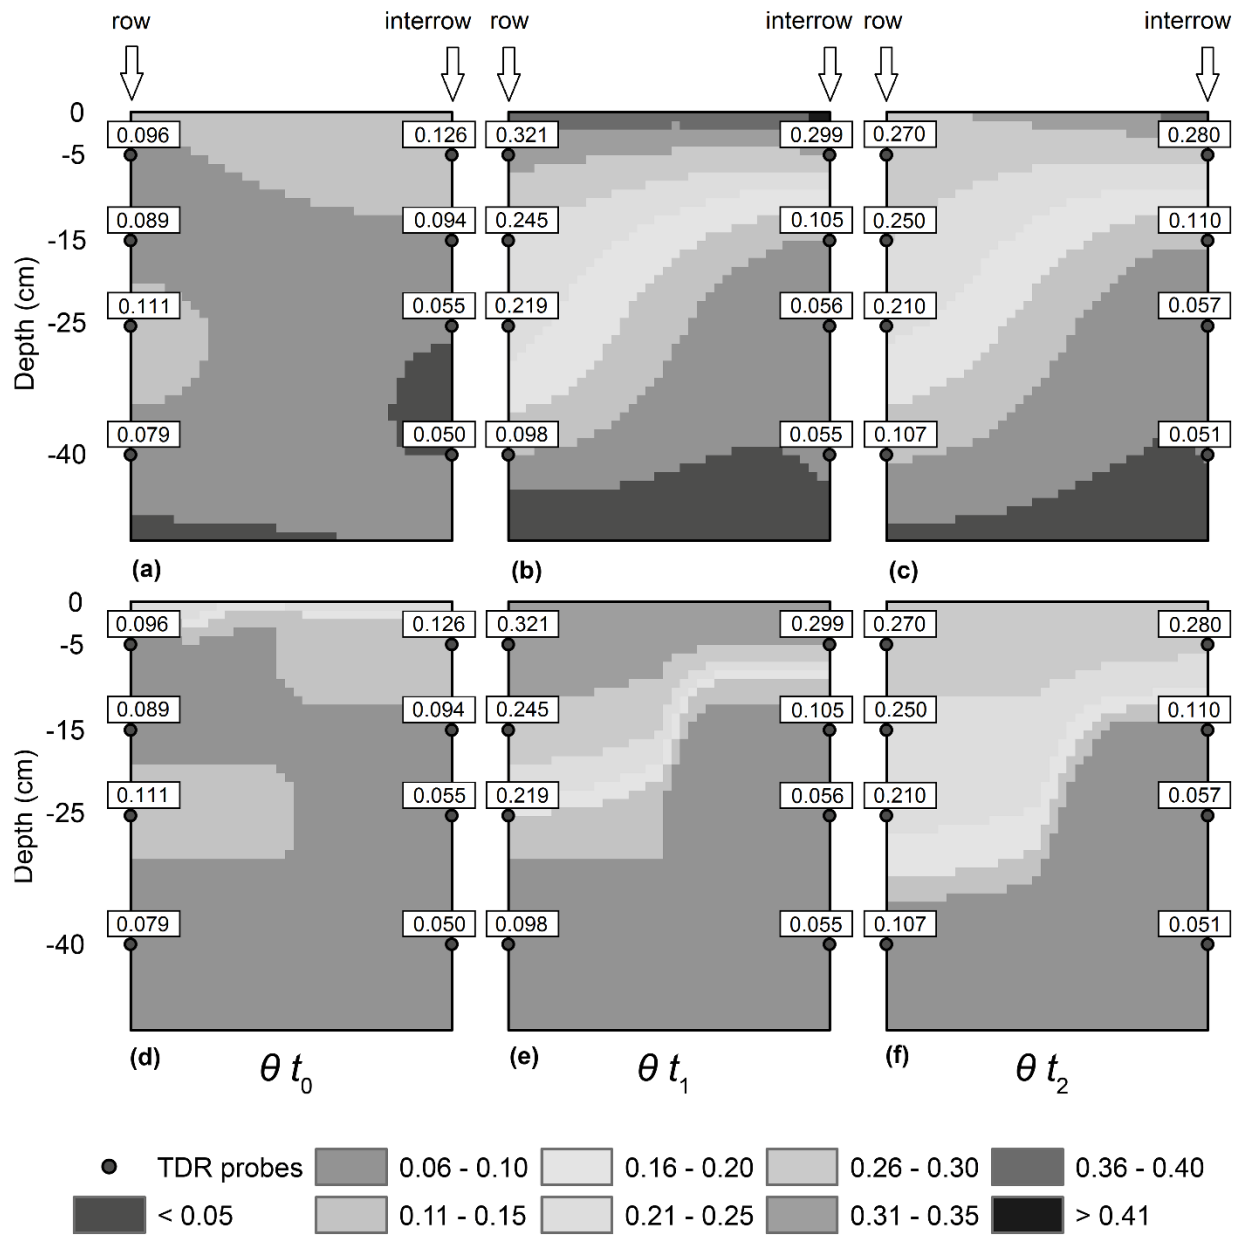 row interrow row interrow row interrow
0
0.096 0.126 0.321 0.299 0.270 0.280
-5
0.089 0.094 0.245 0.105 0.250 0.110
-15
0.111 0.055 0.219 0.056 0.210 0.057
-25
Depth (cm)
0.079 0.050 0.098 0.055 0.107 0.051
-40
(a) (b) (c)
0
0.096 0.126 0.321 0.299 0.270 0.280
-5
0.089 0.094 0.245 0.105 0.250 0.110
-15
0.111 0.055 0.219 0.056 0.210 0.057
-25
Depth (cm)
0.079 0.050 0.098 0.055 0.107 0.051
-40
(d) (e) (f)
θ t0 θ t1 θ t2
TDR probes 0.06 - 0.10 0.16 - 0.20 0.26 - 0.30 0.36 - 0.40
< 0.05 0.11 - 0.15 0.21 - 0.25 0.31 - 0.35 > 0.41